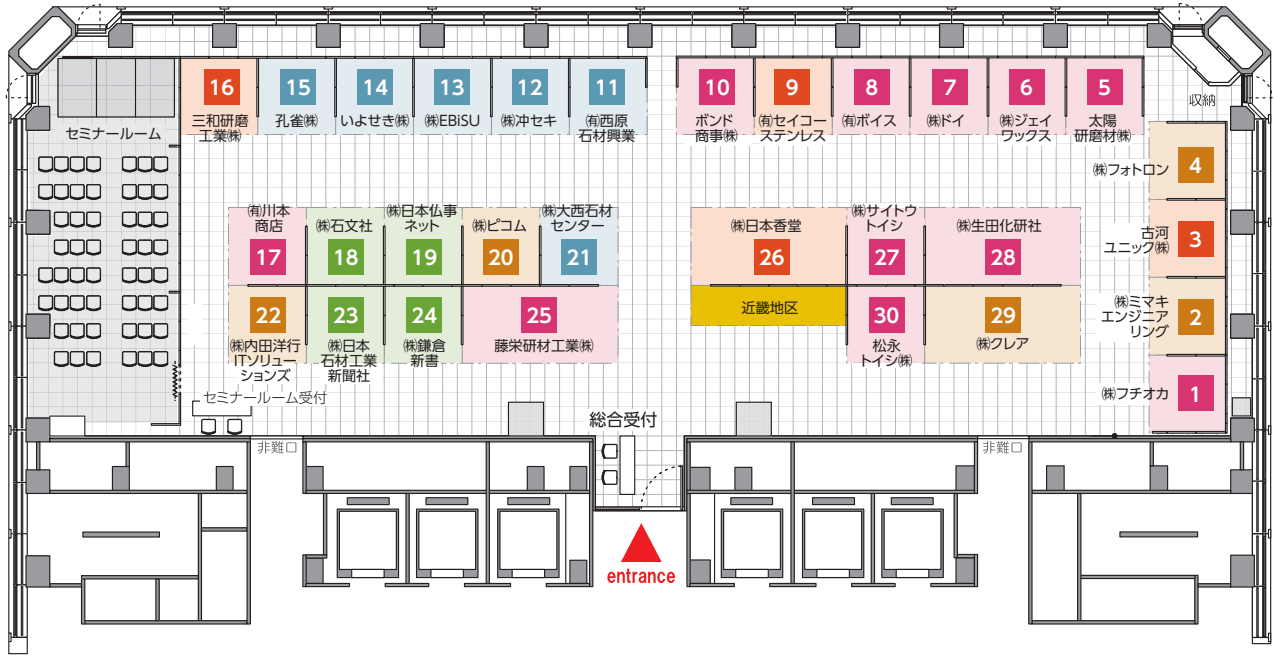 16
三和研磨
工業㈱
15
孔雀㈱
14
いよせき㈱
13
㈱EBiSU
12
㈱冲セキ
11
㈲西原
石材興業
10
ボンド
商事㈱
9
㈲セイコー
ステンレス
8
㈲ボイス
7
㈱ドイ
6
㈱ジェイ
ワックス
5
太陽
研磨材㈱
収納
セミナールーム
4
㈱フォトロン
3
古河
ユニック㈱
2
㈱ミマキ
エンジニア
リング
1
㈱フチオカ
㈲川本
商店
17
㈱石文社
18
㈱日本仏事
ネット
19
㈱ピコム
20
㈱大西石材
センター
21
22
㈱内田洋行
ITソリュー
ションズ
23
㈱日本
石材工業
新聞社
24
㈱鎌倉
新書
25
藤栄研材工業㈱
㈱日本香堂
26
㈱サイトウ
トイシ
27
㈱生田化研社
28
近畿地区
30
松永
トイシ㈱
29
㈱クレア
セミナールーム受付
総合受付
非難口
非難口
entrance